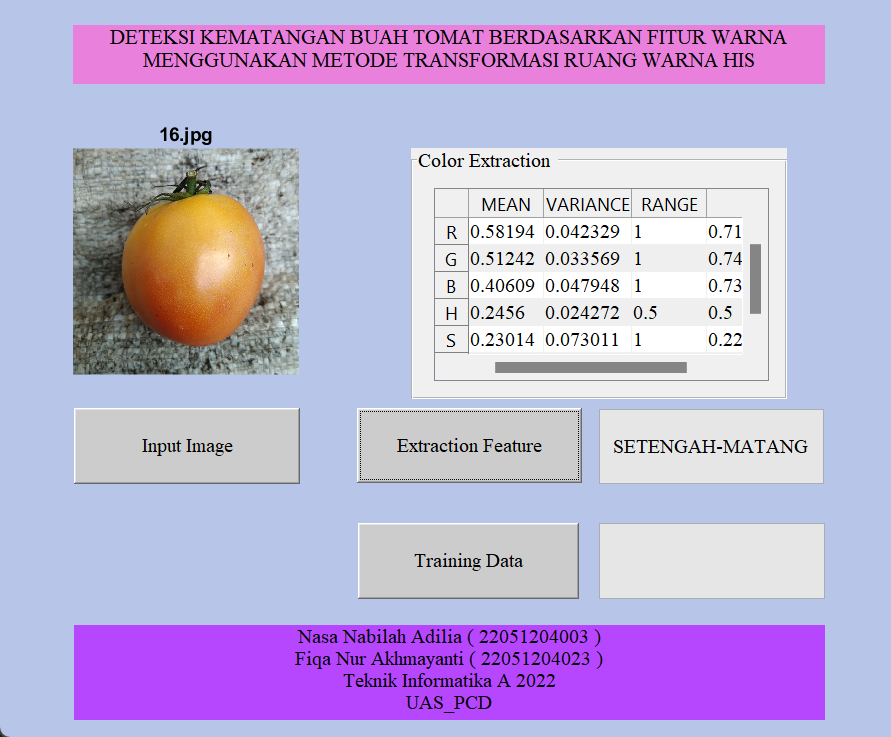 DETEKSI KEMATANGAN BUAH TOMAT BERDASARKAN FITUR WARNA
MENGGUNAKAN METODE TRANSFORMASI RUANG WARNA HIS
16.jpg
Color Extraction
MEAN VARIANCE RANGE
R 0.58194 0.042329 1 0.71
G 0.51242 0.033569 1 0.74
B 0.40609 0.047948 1 0.73
H 0.2456 0.024272 0.5 0.5
S 0.23014 0.073011 1 0.22
Input Image
Extraction Feature
SETENGAH-MATANG
Training Data
Nasa Nabilah Adilia ( 22051204003 )
Fiqa Nur Akhmayanti ( 22051204023 )
Teknik Informatika A 2022
UAS_PCD